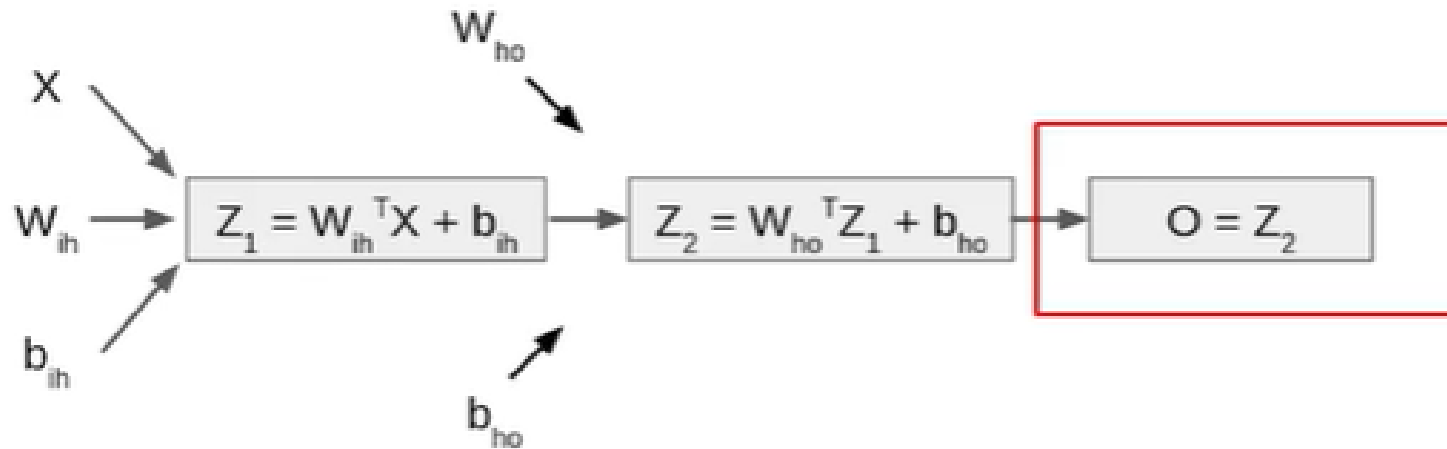 W_ho
X
W_ih
b_ih
Z_1 = W_ih^T X + b_ih
Z_2 = W_ho^T Z_1 + b_ho
O = Z_2
b_ho